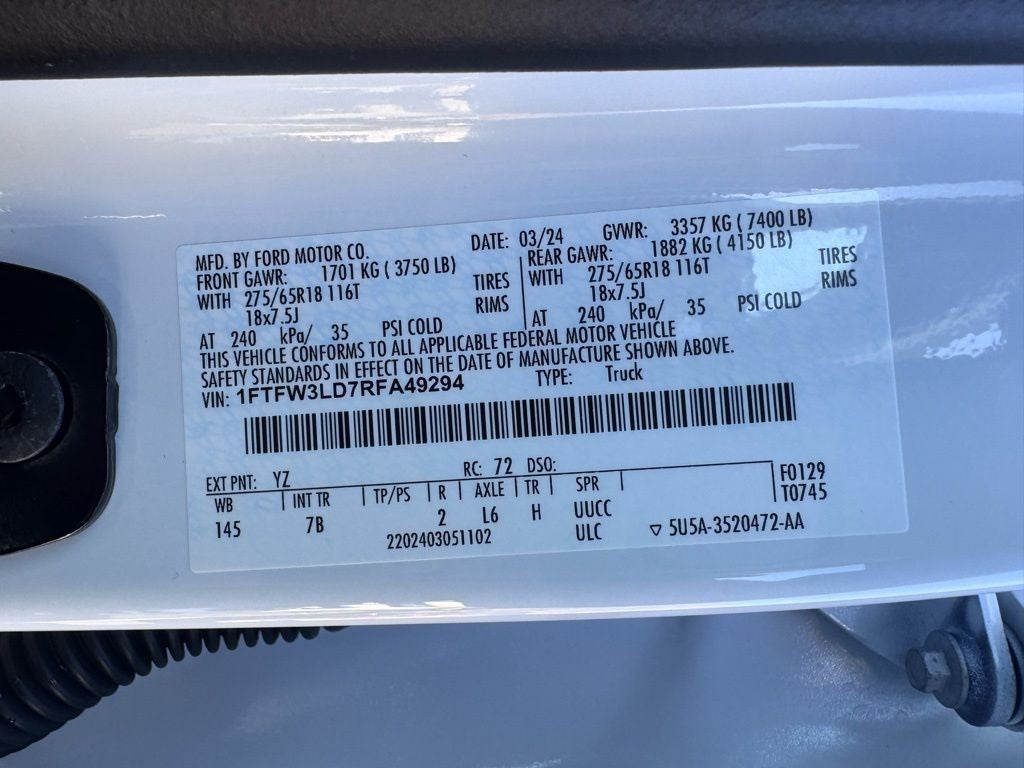 MFD. BY FORD MOTOR CO. DATE: 03/24 GVWR: 3357 KG ( 7400 LB)
FRONT GAWR: 1701 KG ( 3750 LB) REAR GAWR: 1882 KG ( 4150 LB)
WITH 275/65R18 116T TIRES WITH 275/65R18 116T TIRES
18x7.5J RIMS 18x7.5J RIMS
AT 240 kPa/ 35 PSI COLD AT 240 kPa/ 35 PSI COLD
THIS VEHICLE CONFORMS TO ALL APPLICABLE FEDERAL MOTOR VEHICLE
SAFETY STANDARDS IN EFFECT ON THE DATE OF MANUFACTURE SHOWN ABOVE.
VIN: 1FTFW3LD7RFA49294 TYPE: Truck
EXT PNT: YZ RC: 72 DSO:
WB INT TR TP/PS R AXLE TR SPR F0129
145 7B 2 L6 H UUCC T0745
2202403051102 ULC ▽ 5U5A-3520472-AA